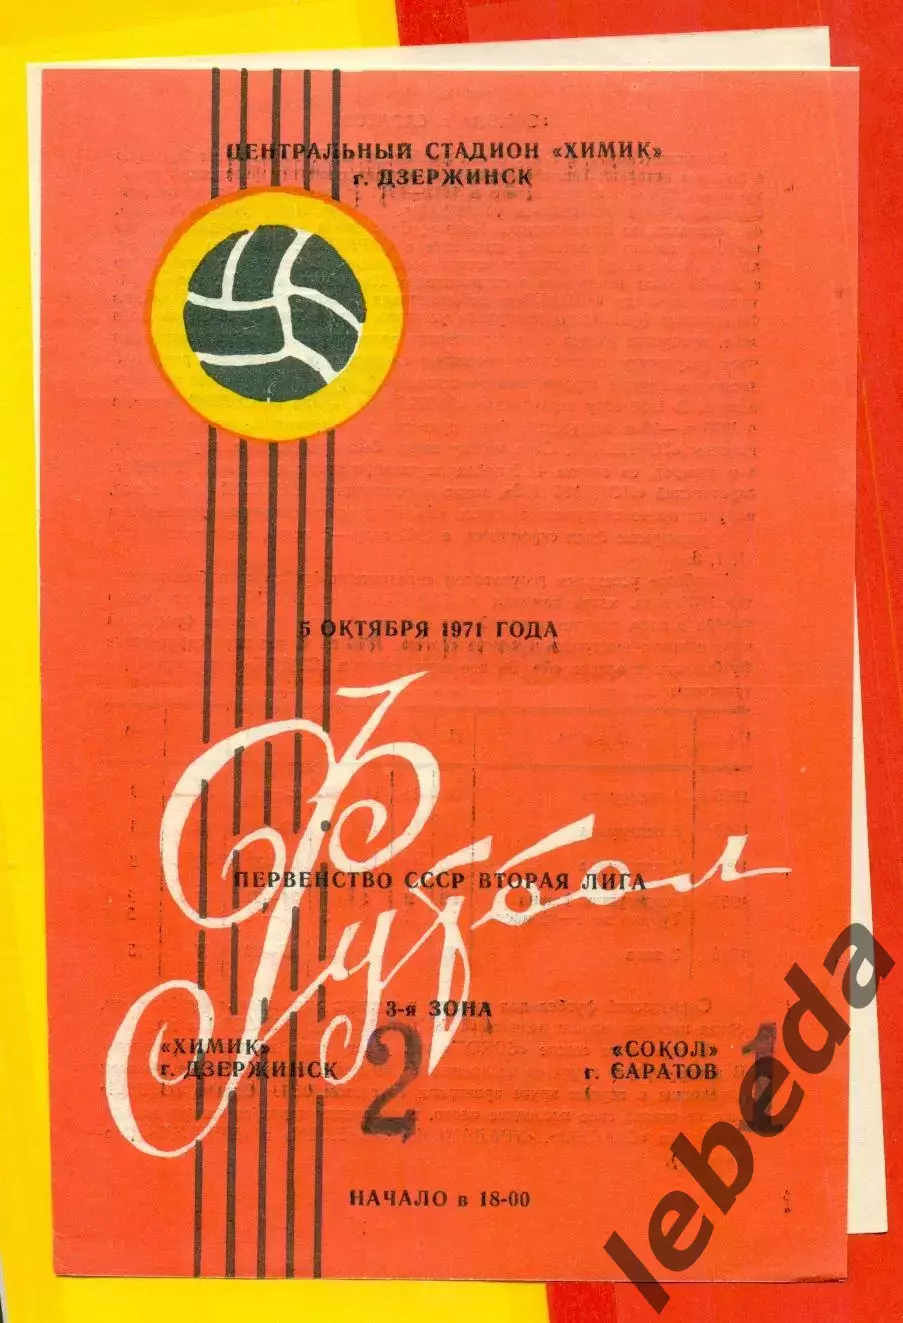 ЦЕНТРАЛЬНЫЙ СТАДИОН «ХИМИК»
г. ДЗЕРЖИНСК
5 ОКТЯБРЯ 1971 ГОДА
Футбол
ПЕРВЕНСТВО СССР ВТОРАЯ ЛИГА
3-я ЗОНА
«ХИМИК»
г. ДЗЕРЖИНСК
2
«СОКОЛ»
г. САРАТОВ
1
НАЧАЛО в 18-00
lebeda